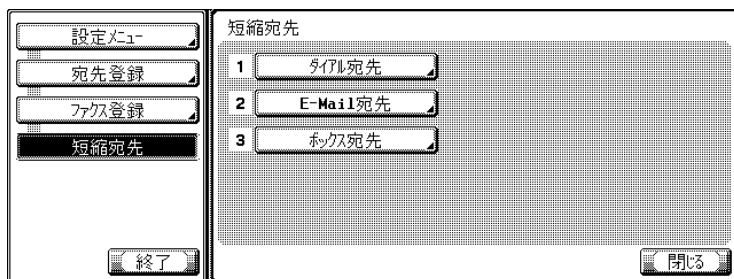 設定ﾒﾆｭｰ
宛先登録
ﾌｧｸｽ登録
短縮宛先
終了
短縮宛先
1 ﾀﾞｲｱﾙ宛先
2 E-Mail宛先
3 ﾎﾞｯｸｽ宛先
閉じる